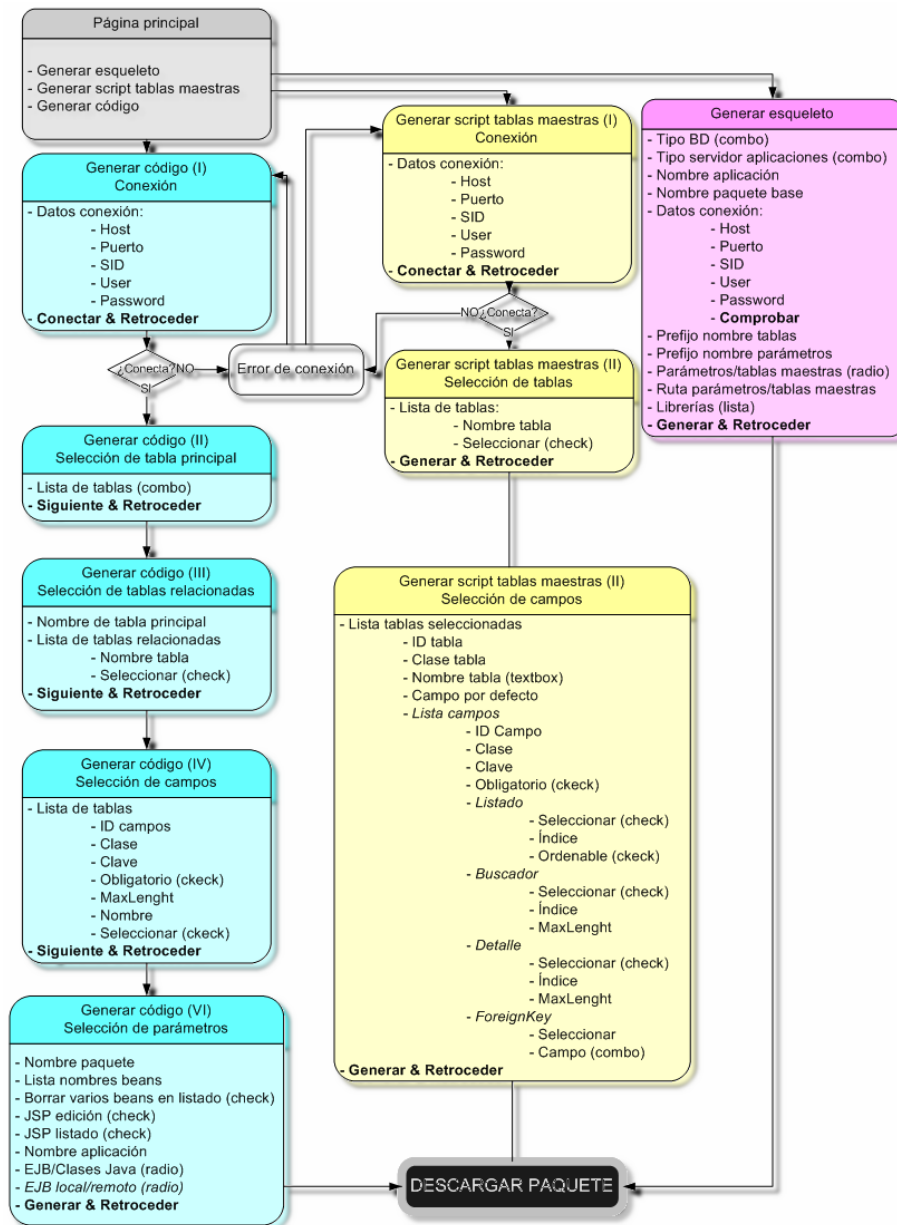 Página principal
- Generar esqueleto
- Generar script tablas maestras
- Generar código
Generar código (I)
Conexión
- Datos conexión:
- Host
- Puerto
- SID
- User
- Password
- Conectar & Retroceder
¿Conecta?
NO
SI
Error de conexión
Generar código (II)
Selección de tabla principal
- Lista de tablas (combo)
- Siguiente & Retroceder
Generar código (III)
Selección de tablas relacionadas
- Nombre de tabla principal
- Lista de tablas relacionadas
- Nombre tabla
- Seleccionar (check)
- Siguiente & Retroceder
Generar código (IV)
Selección de campos
- Lista de tablas
- ID campos
- Clase
- Clave
- Obligatorio (ckeck)
- MaxLenght
- Nombre
- Seleccionar (ckeck)
- Siguiente & Retroceder
Generar código (VI)
Selección de parámetros
- Nombre paquete
- Lista nombres beans
- Borrar varios beans en listado (check)
- JSP edición (check)
- JSP listado (check)
- Nombre aplicación
- EJB/Clases Java (radio)
- EJB local/remoto (radio)
- Generar & Retroceder
Generar script tablas maestras (I)
Conexión
- Datos conexión:
- Host
- Puerto
- SID
- User
- Password
- Conectar & Retroceder
NO
¿Conecta?
SI
Generar script tablas maestras (II)
Selección de tablas
- Lista de tablas:
- Nombre tabla
- Seleccionar (check)
- Generar & Retroceder
Generar script tablas maestras (II)
Selección de campos
- Lista tablas seleccionadas
- ID tabla
- Clase tabla
- Nombre tabla (textbox)
- Campo por defecto
- Lista campos
- ID Campo
- Clase
- Clave
- Obligatorio (ckeck)
- Listado
- Seleccionar (check)
- Índice
- Ordenable (ckeck)
- Buscador
- Seleccionar (check)
- Índice
- MaxLenght
- Detalle
- Seleccionar (check)
- Índice
- MaxLenght
- ForeignKey
- Seleccionar
- Campo (combo)
- Generar & Retroceder
Generar esqueleto
- Tipo BD (combo)
- Tipo servidor aplicaciones (combo)
- Nombre aplicación
- Nombre paquete base
- Datos conexión:
- Host
- Puerto
- SID
- User
- Password
- Comprobar
- Prefijo nombre tablas
- Prefijo nombre parámetros
- Parámetros/tablas maestras (radio)
- Ruta parámetros/tablas maestras
- Librerías (lista)
- Generar & Retroceder
DESCARGAR PAQUETE